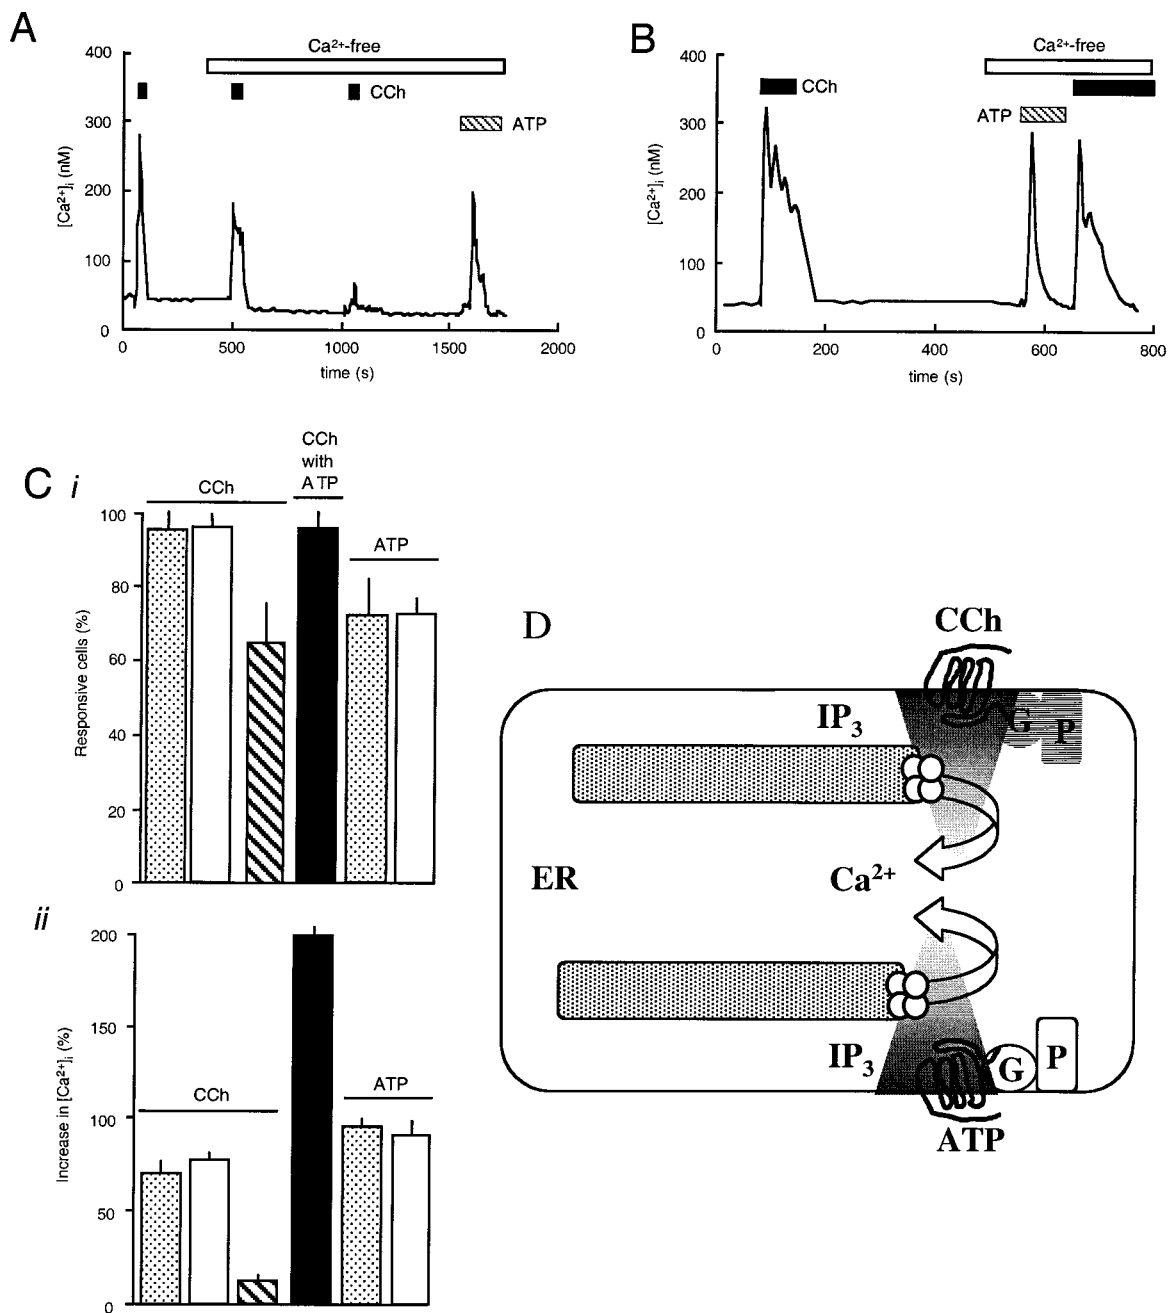 A
Ca²⁺-free
CCh
ATP
[Ca²⁺]ᵢ (nM)
400
300
200
100
0
0 500 1000 1500 2000
time (s)
B
Ca²⁺-free
CCh
ATP
[Ca²⁺]ᵢ (nM)
400
300
200
100
0
0 200 400 600 800
time (s)
C i
CCh
CCh
with
ATP
ATP
Responsive cells (%)
100
80
60
40
20
0
ii
CCh
ATP
Increase in [Ca²⁺]ᵢ (%)
200
150
100
50
0
D
CCh
IP₃
G
P
ER
Ca²⁺
IP₃
G
P
ATP